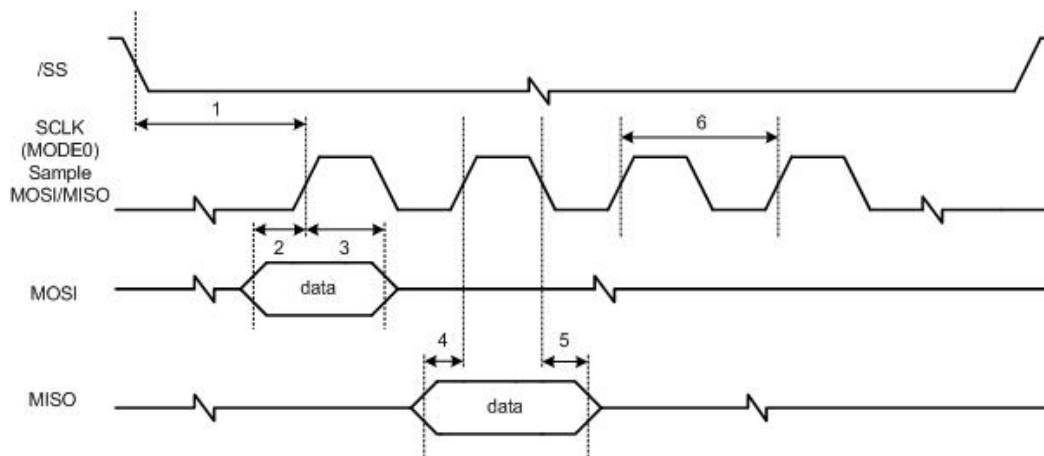 /SS
1
SCLK
(MODE0)
Sample
MOSI/MISO
6
2
3
MOSI
data
4
5
MISO
data